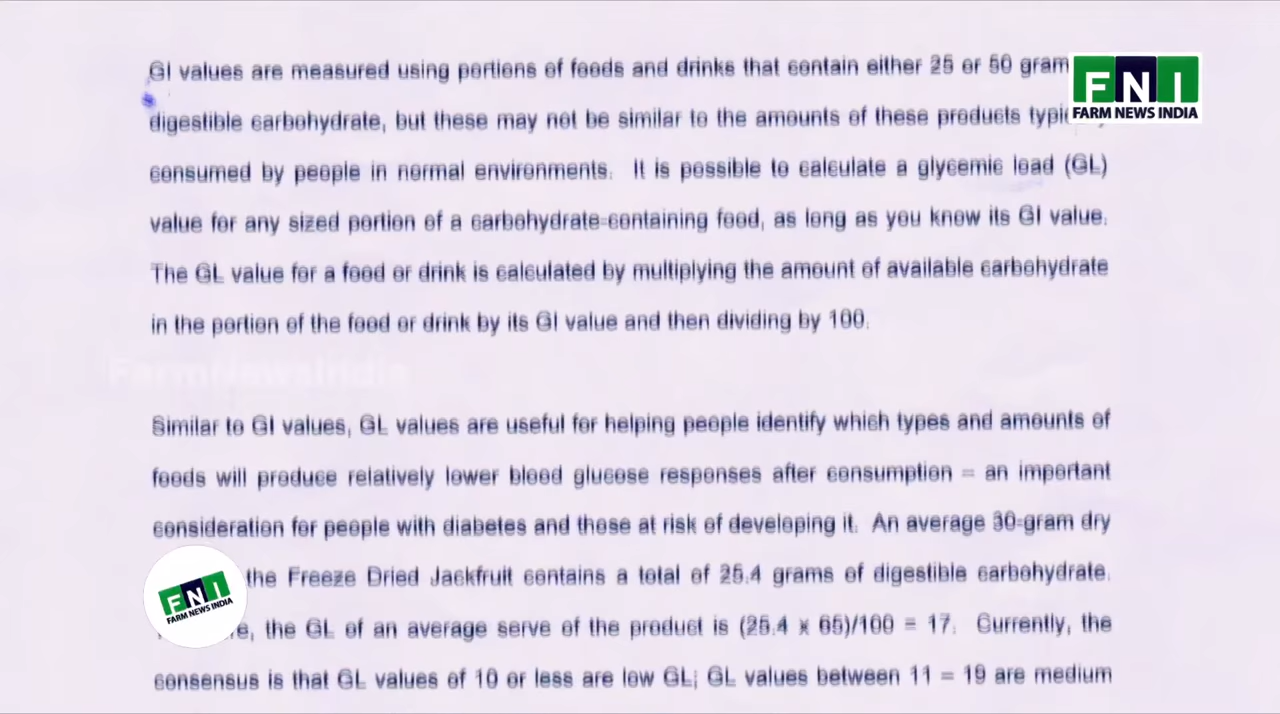 GI values are measured using portions of foods and drinks that contain either 25 or 50 gram
FNI
FARM NEWS INDIA
digestible carbohydrate, but these may not be similar to the amounts of these products
consumed by people in normal environments. It is possible to calculate a glycemic load (GL)
value for any sized portion of a carbohydrate-containing food, as long as you know its GI value.
The GL value for a food or drink is calculated by multiplying the amount of available carbohydrate
in the portion of the food or drink by its GI value and then dividing by 100.
FarmNewsIndia
Similar to GI values, GL values are useful for helping people identify which types and amounts of
foods will produce relatively lower blood glucose responses after consumption – an important
consideration for people with diabetes and those at risk of developing it. An average 30-gram dry
the Freeze Dried Jackfruit contains a total of 25.4 grams of digestible carbohydrate.
FNI
FARM NEWS INDIA
the GL of an average serve of the product is (25.4 x 65)/100 = 17. Currently, the
consensus is that GL values of 10 or less are low GL; GL values between 11 – 19 are medium